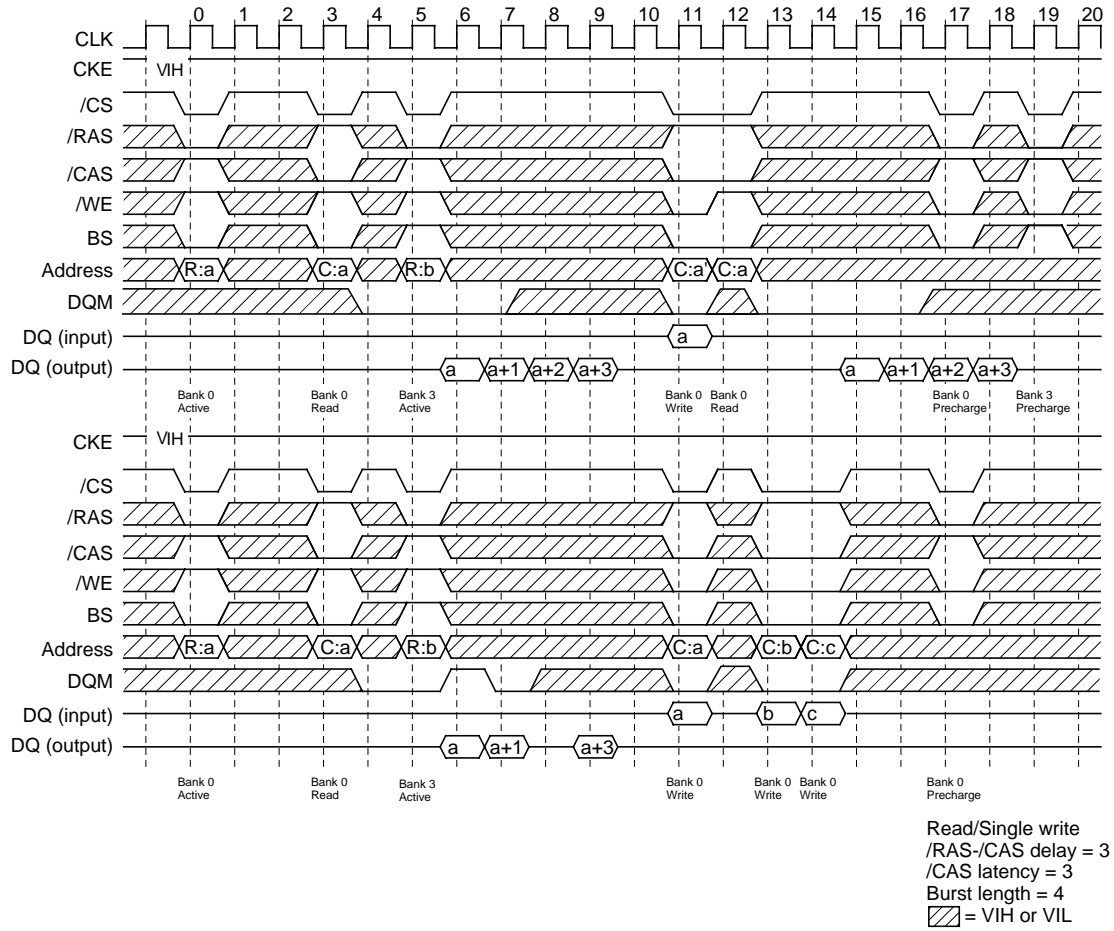 0 1 2 3 4 5 6 7 8 9 10 11 12 13 14 15 16 17 18 19 20
CLK
CKE VIH
/CS
/RAS
/CAS
/WE
BS
Address R:a C:a R:b C:a' C:a
DQM
DQ (input) a
DQ (output) a a+1 a+2 a+3 a a+1 a+2 a+3
Bank 0 Bank 0 Bank 3 Bank 0 Bank 0 Bank 0 Bank 3
Active Read Active Write Read Precharge Precharge
CKE VIH
/CS
/RAS
/CAS
/WE
BS
Address R:a C:a R:b C:a C:b C:c
DQM
DQ (input) a b c
DQ (output) a a+1 a+3
Bank 0 Bank 0 Bank 3 Bank 0 Bank 0 Bank 0 Bank 0
Active Read Active Write Write Write Precharge
Read/Single write
/RAS-/CAS delay = 3
/CAS latency = 3
Burst length = 4
= VIH or VIL